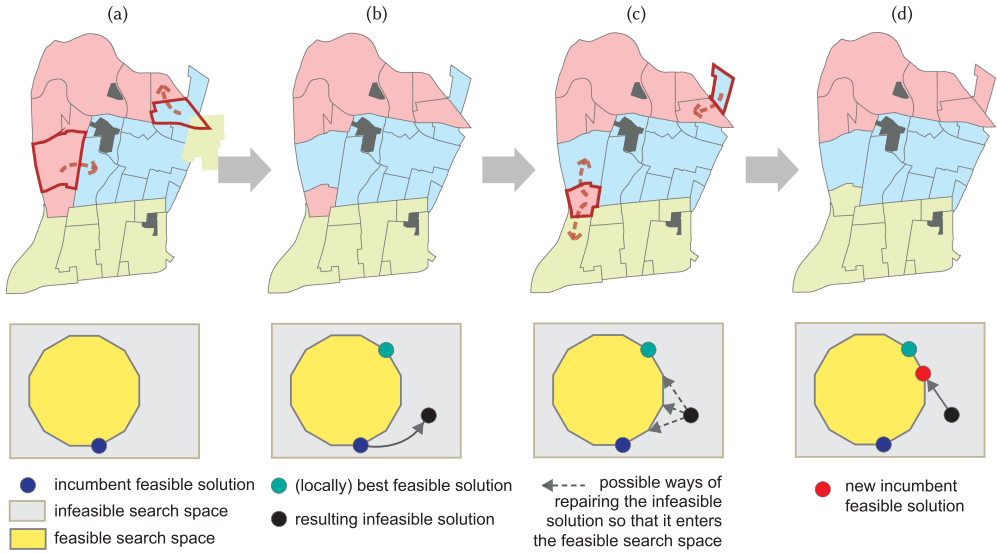 (a)
(b)
(c)
(d)
incumbent feasible solution
infeasible search space
feasible search space
(locally) best feasible solution
resulting infeasible solution
possible ways of
repairing the infeasible
solution so that it enters
the feasible search space
new incumbent
feasible solution